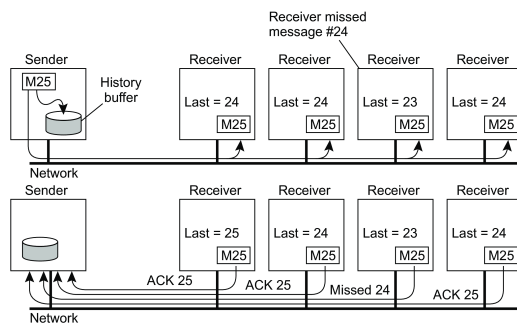 Receiver missed
message #24
Sender
Receiver
Receiver
Receiver
Receiver
M25
History
buffer
Last = 24
Last = 24
Last = 23
Last = 24
M25
M25
M25
M25
Network
Sender
Receiver
Receiver
Receiver
Receiver
Last = 25
Last = 24
Last = 23
Last = 24
M25
M25
M25
M25
ACK 25
ACK 25
Missed 24
ACK 25
Network